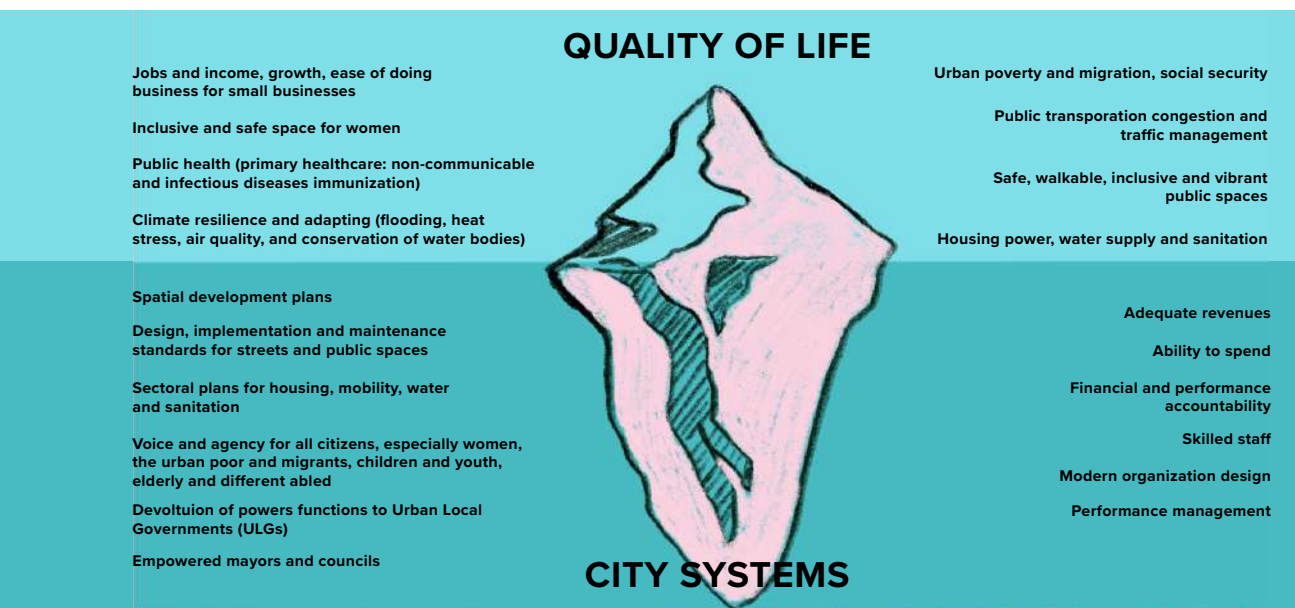 QUALITY OF LIFE
Jobs and income, growth, ease of doing
business for small businesses
Inclusive and safe space for women
Public health (primary healthcare: non-communicable
and infectious diseases immunization)
Climate resilience and adapting (flooding, heat
stress, air quality, and conservation of water bodies)
Urban poverty and migration, social security
Public transporation congestion and
traffic management
Safe, walkable, inclusive and vibrant
public spaces
Housing power, water supply and sanitation
Spatial development plans
Design, implementation and maintenance
standards for streets and public spaces
Sectoral plans for housing, mobility, water
and sanitation
Voice and agency for all citizens, especially women,
the urban poor and migrants, children and youth,
elderly and different abled
Devoltuion of powers functions to Urban Local
Governments (ULGs)
Empowered mayors and councils
Adequate revenues
Ability to spend
Financial and performance
accountability
Skilled staff
Modern organization design
Performance management
CITY SYSTEMS